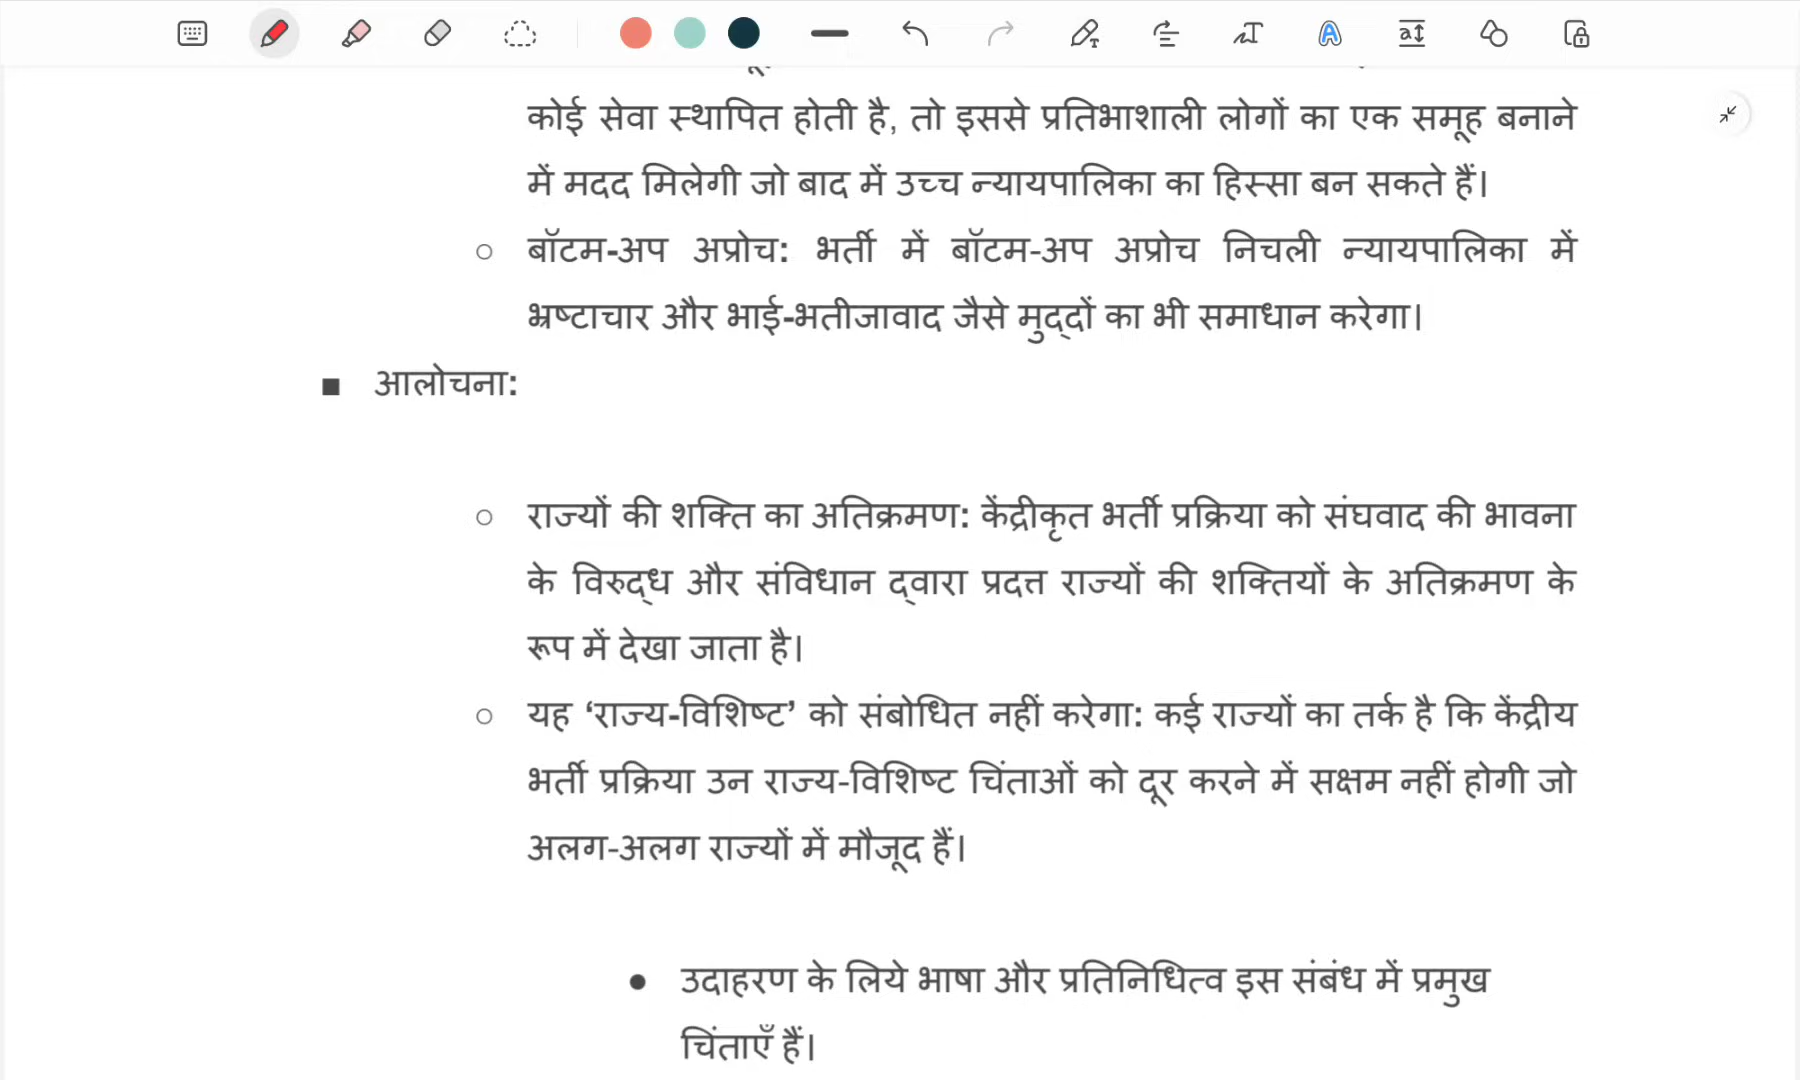 कोई सेवा स्थापित होती है, तो इससे प्रतिभाशाली लोगों का एक समूह बनाने
में मदद मिलेगी जो बाद में उच्च न्यायपालिका का हिस्सा बन सकते हैं।
○ बॉटम-अप अप्रोच: भर्ती में बॉटम-अप अप्रोच निचली न्यायपालिका में
भ्रष्टाचार और भाई-भतीजावाद जैसे मुद्दों का भी समाधान करेगा।
■ आलोचना:
○ राज्यों की शक्ति का अतिक्रमण: केंद्रीकृत भर्ती प्रक्रिया को संघवाद की भावना
के विरुद्ध और संविधान द्वारा प्रदत्त राज्यों की शक्तियों के अतिक्रमण के
रूप में देखा जाता है।
○ यह ‘राज्य-विशिष्ट’ को संबोधित नहीं करेगा: कई राज्यों का तर्क है कि केंद्रीय
भर्ती प्रक्रिया उन राज्य-विशिष्ट चिंताओं को दूर करने में सक्षम नहीं होगी जो
अलग-अलग राज्यों में मौजूद हैं।
● उदाहरण के लिये भाषा और प्रतिनिधित्व इस संबंध में प्रमुख
चिंताएँ हैं।